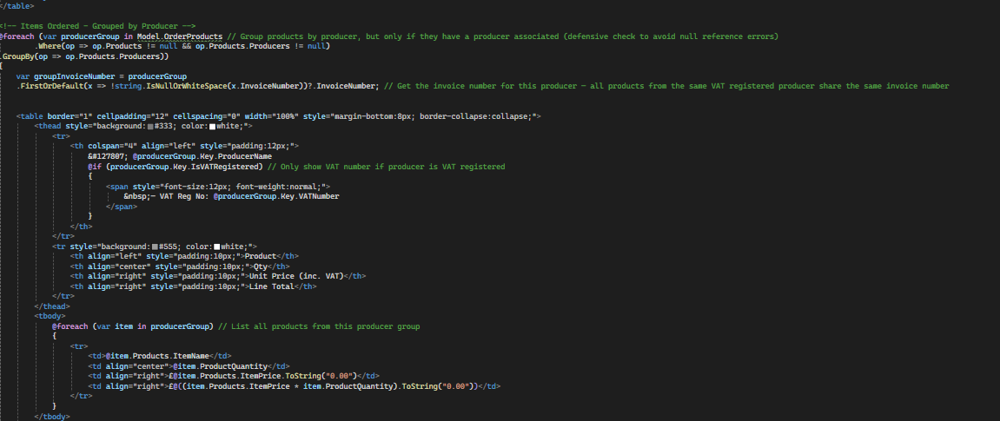 </table>
<!-- Items Ordered - Grouped by Producer -->
@foreach (var producerGroup in Model.OrderProducts // Group products by producer, but only if they have a producer associated (defensive check to avoid null reference errors)
.Where(op => op.Products != null && op.Products.Producers != null)
.GroupBy(op => op.Products.Producers))
{
var groupInvoiceNumber = producerGroup
.FirstOrDefault(x => !string.IsNullOrWhiteSpace(x.InvoiceNumber))?.InvoiceNumber; // Get the invoice number for this producer - all products from the same VAT registered producer share the same invoice number
<table border="1" cellpadding="12" cellspacing="0" width="100%" style="margin-bottom:8px; border-collapse:collapse;">
<thead style="background:#333; color:white;">
<tr>
<th colspan="4" align="left" style="padding:12px;">
&#127807; @producerGroup.Key.ProducerName
@if (producerGroup.Key.IsVATRegistered) // Only show VAT number if producer is VAT registered
{
<span style="font-size:12px; font-weight:normal;">
&nbsp;- VAT Reg No: @producerGroup.Key.VATNumber
</span>
}
</th>
</tr>
<tr style="background:#555; color:white;">
<th align="left" style="padding:10px;">Product</th>
<th align="center" style="padding:10px;">Qty</th>
<th align="right" style="padding:10px;">Unit Price (inc. VAT)</th>
<th align="right" style="padding:10px;">Line Total</th>
</tr>
</thead>
<tbody>
@foreach (var item in producerGroup) // List all products from this producer group
{
<tr>
<td>@item.Products.ItemName</td>
<td align="center">@item.ProductQuantity</td>
<td align="right">£@item.Products.ItemPrice.ToString("0.00")</td>
<td align="right">£@((item.Products.ItemPrice * item.ProductQuantity).ToString("0.00"))</td>
</tr>
}
</tbody>